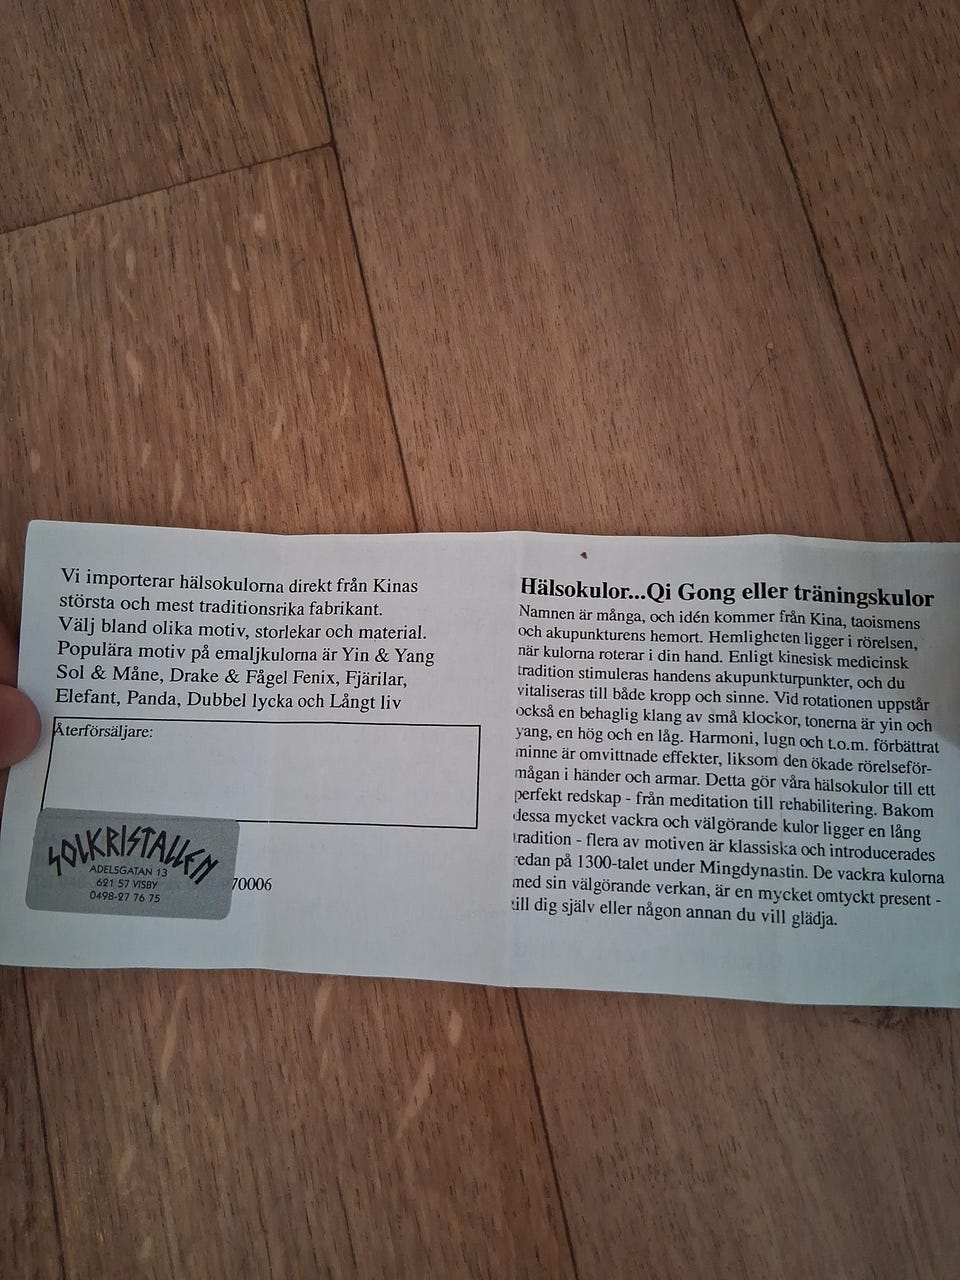 Vi importerar hälsokulorna direkt från Kinas
största och mest traditionsrika fabrikant.
Välj bland olika motiv, storlekar och material.
Populära motiv på emaljkulorna är Yin & Yang
Sol & Måne, Drake & Fågel Fenix, Fjärilar,
Elefant, Panda, Dubbel lycka och Långt liv
Återförsäljare:
SOLKRISTALLEN
ADELSGATAN 13
621 57 VISBY
0498-27 76 75
70006
Hälsokulor...Qi Gong eller träningskulor
Namnen är många, och idén kommer från Kina, taoismens
och akupunkturens hemort. Hemligheten ligger i rörelsen,
när kulorna roterar i din hand. Enligt kinesisk medicinsk
tradition stimuleras handens akupunkturpunkter, och du
vitaliseras till både kropp och sinne. Vid rotationen uppstår
också en behaglig klang av små klockor, tonerna är yin och
yang, en hög och en låg. Harmoni, lugn och t.o.m. förbättrat
minne är omvittnade effekter, liksom den ökade rörelseför-
mågan i händer och armar. Detta gör våra hälsokulor till ett
perfekt redskap - från meditation till rehabilitering. Bakom
dessa mycket vackra och välgörande kulor ligger en lång
tradition - flera av motiven är klassiska och introducerades
redan på 1300-talet under Mingdynastin. De vackra kulorna
med sin välgörande verkan, är en mycket omtyckt present -
till dig själv eller någon annan du vill glädja.